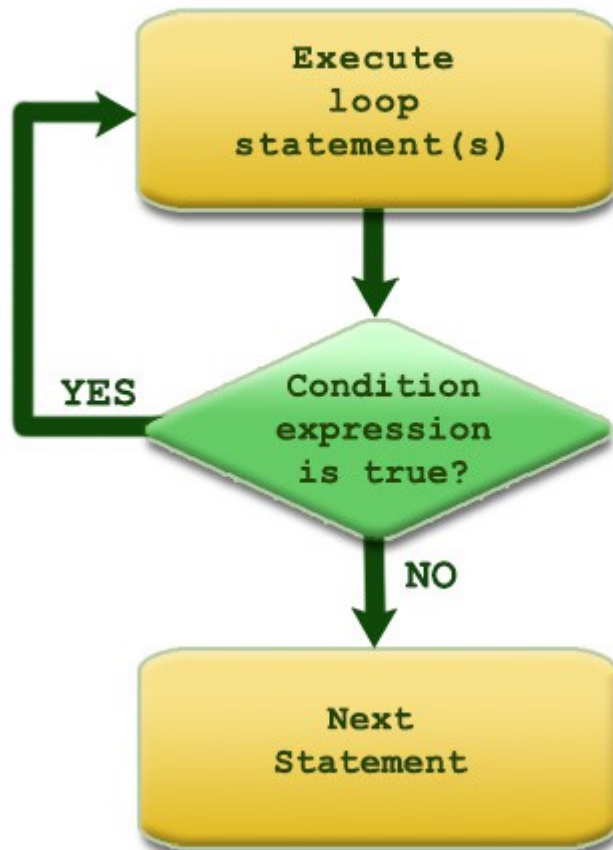 Execute
loop
statement(s)
YES
Condition
expression
is true?
NO
Next
Statement